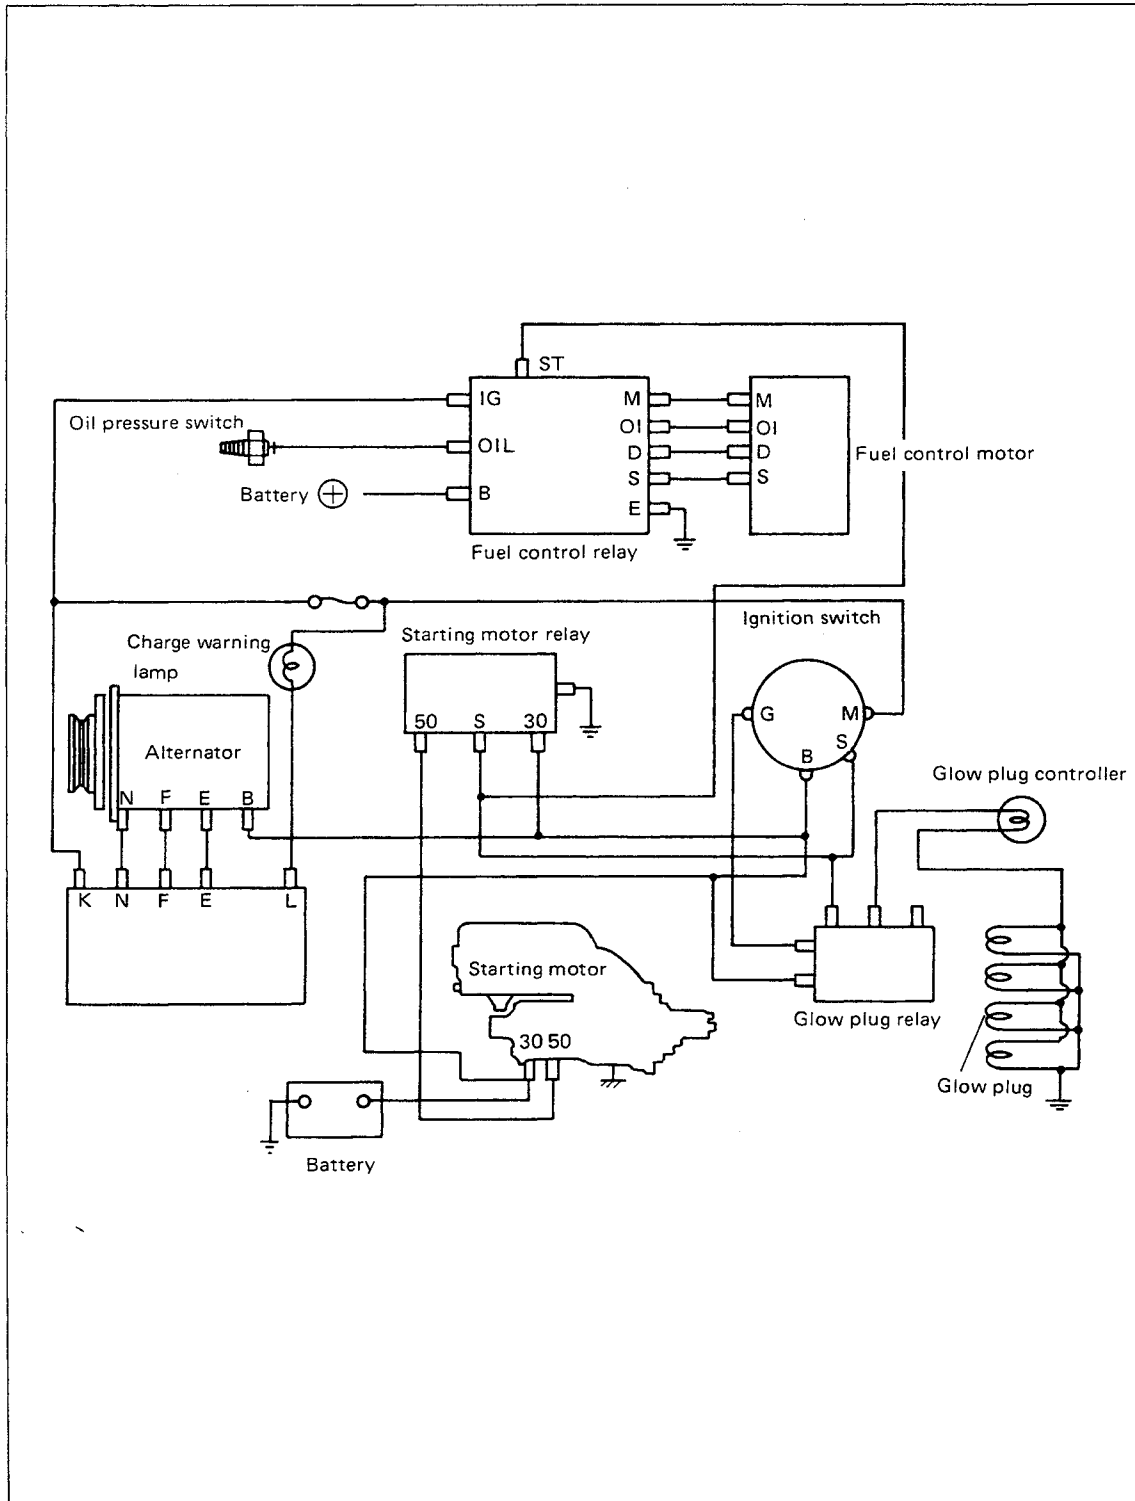 ST
IG
M
M
Oil pressure switch
OI
OI
OIL
D
D
Fuel control motor
S
S
Battery +
B
E
Fuel control relay
Ignition switch
Starting motor relay
Charge warning
lamp
50 S 30
G
M
S
B
Alternator
Glow plug controller
N F E B
K N F E L
Starting motor
Glow plug relay
30 50
Glow plug
Battery